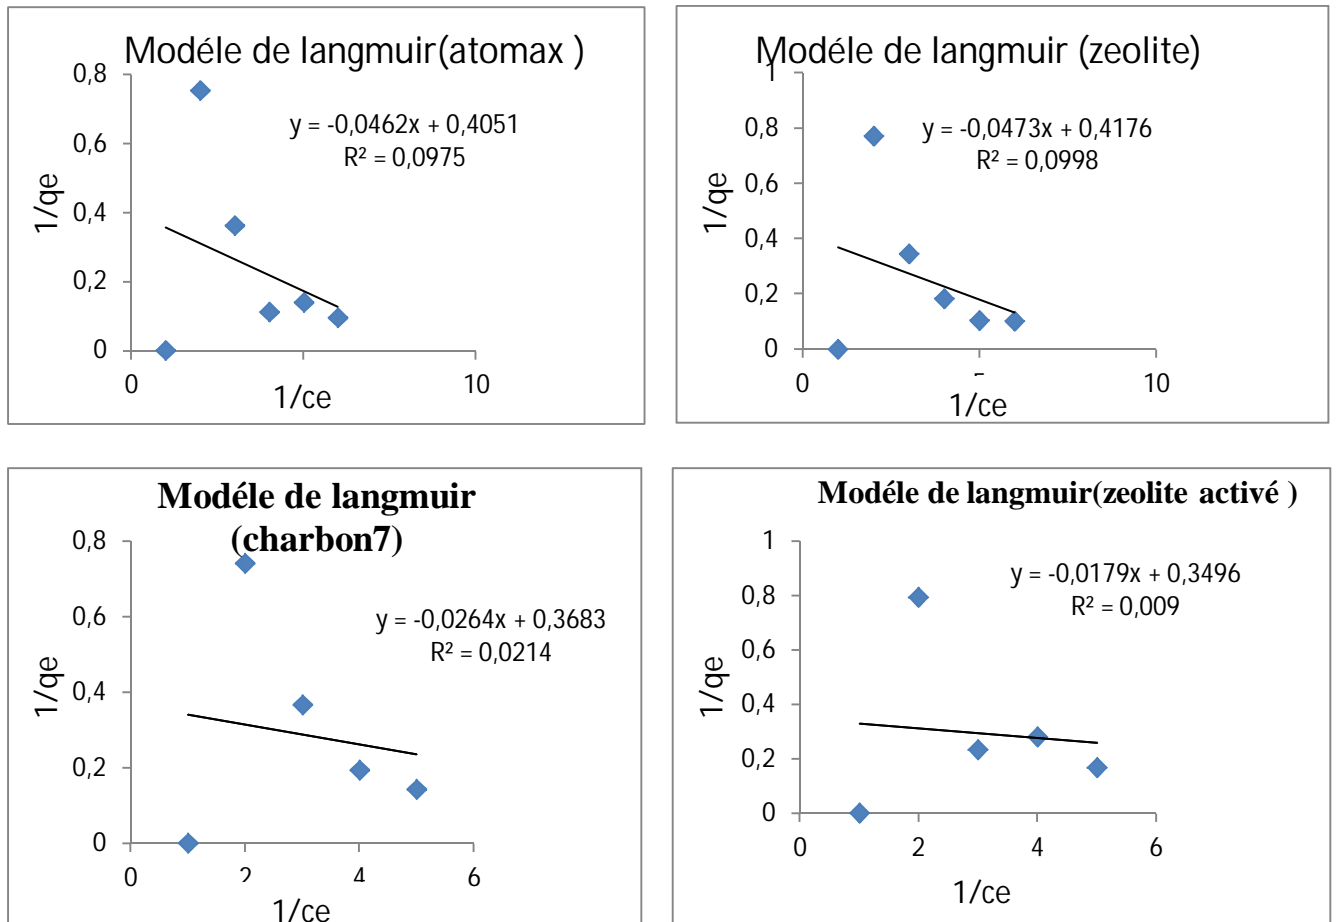 Modéle de langmuir(atomax )
0,8
0,6
0,4
0,2
0
0
10
1/qe
1/ce
y = -0,0462x + 0,4051
R² = 0,0975
Modéle de langmuir (zeolite)
1
0,8
0,6
0,4
0,2
0
0
10
1/qe
1/ce
y = -0,0473x + 0,4176
R² = 0,0998
Modéle de langmuir
(charbon7)
0,8
0,6
0,4
0,2
0
0
2
4
6
1/qe
1/ce
y = -0,0264x + 0,3683
R² = 0,0214
Modéle de langmuir(zeolite activé )
1
0,8
0,6
0,4
0,2
0
0
2
4
6
1/qe
1/ce
y = -0,0179x + 0,3496
R² = 0,009